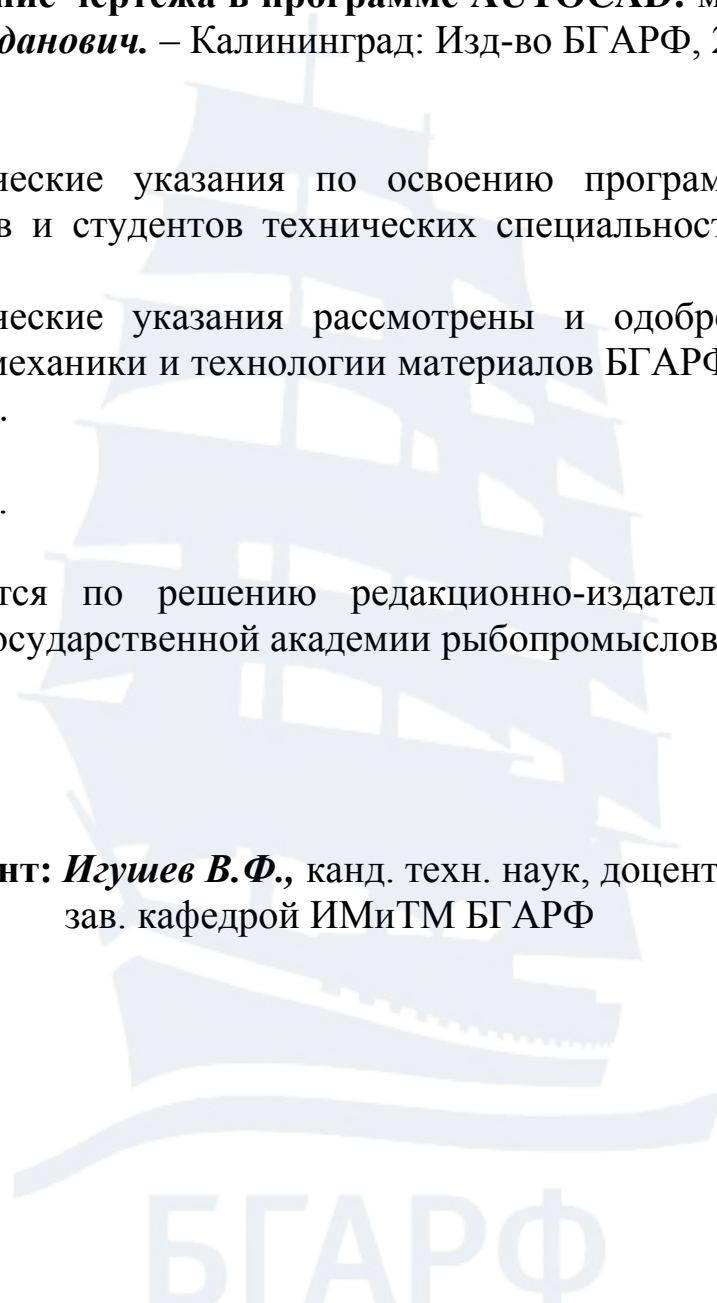 ние чертежа в программе AUTOCAD: м
данович. – Калининград: Изд-во БГАРФ, 2
ческие указания по освоению програм
в и студентов технических специальност
ческие указания рассмотрены и одобре
механики и технологии материалов БГАРФ
.
.
тся по решению редакционно-издател
осударственной академии рыбопромыслов
нт: Игушев В.Ф., канд. техн. наук, доцент
зав. кафедрой ИМиТМ БГАРФ
БГАРФ